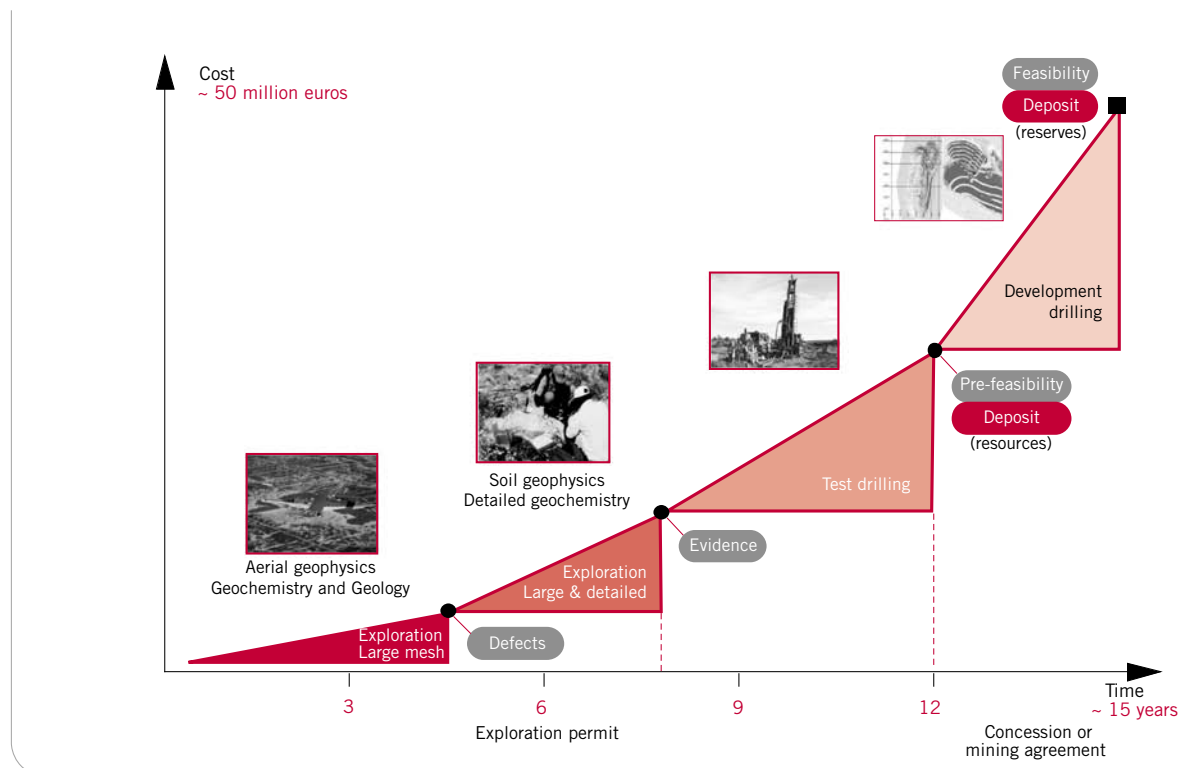 Cost
~ 50 million euros
Feasibility
Deposit
(reserves)
Development
drilling
Pre-feasibility
Deposit
(resources)
Test drilling
Soil geophysics
Detailed geochemistry
Evidence
Aerial geophysics
Geochemistry and Geology
Exploration
Large & detailed
Exploration
Large mesh
Defects
3
6
9
12
Time
~ 15 years
Exploration permit
Concession or
mining agreement